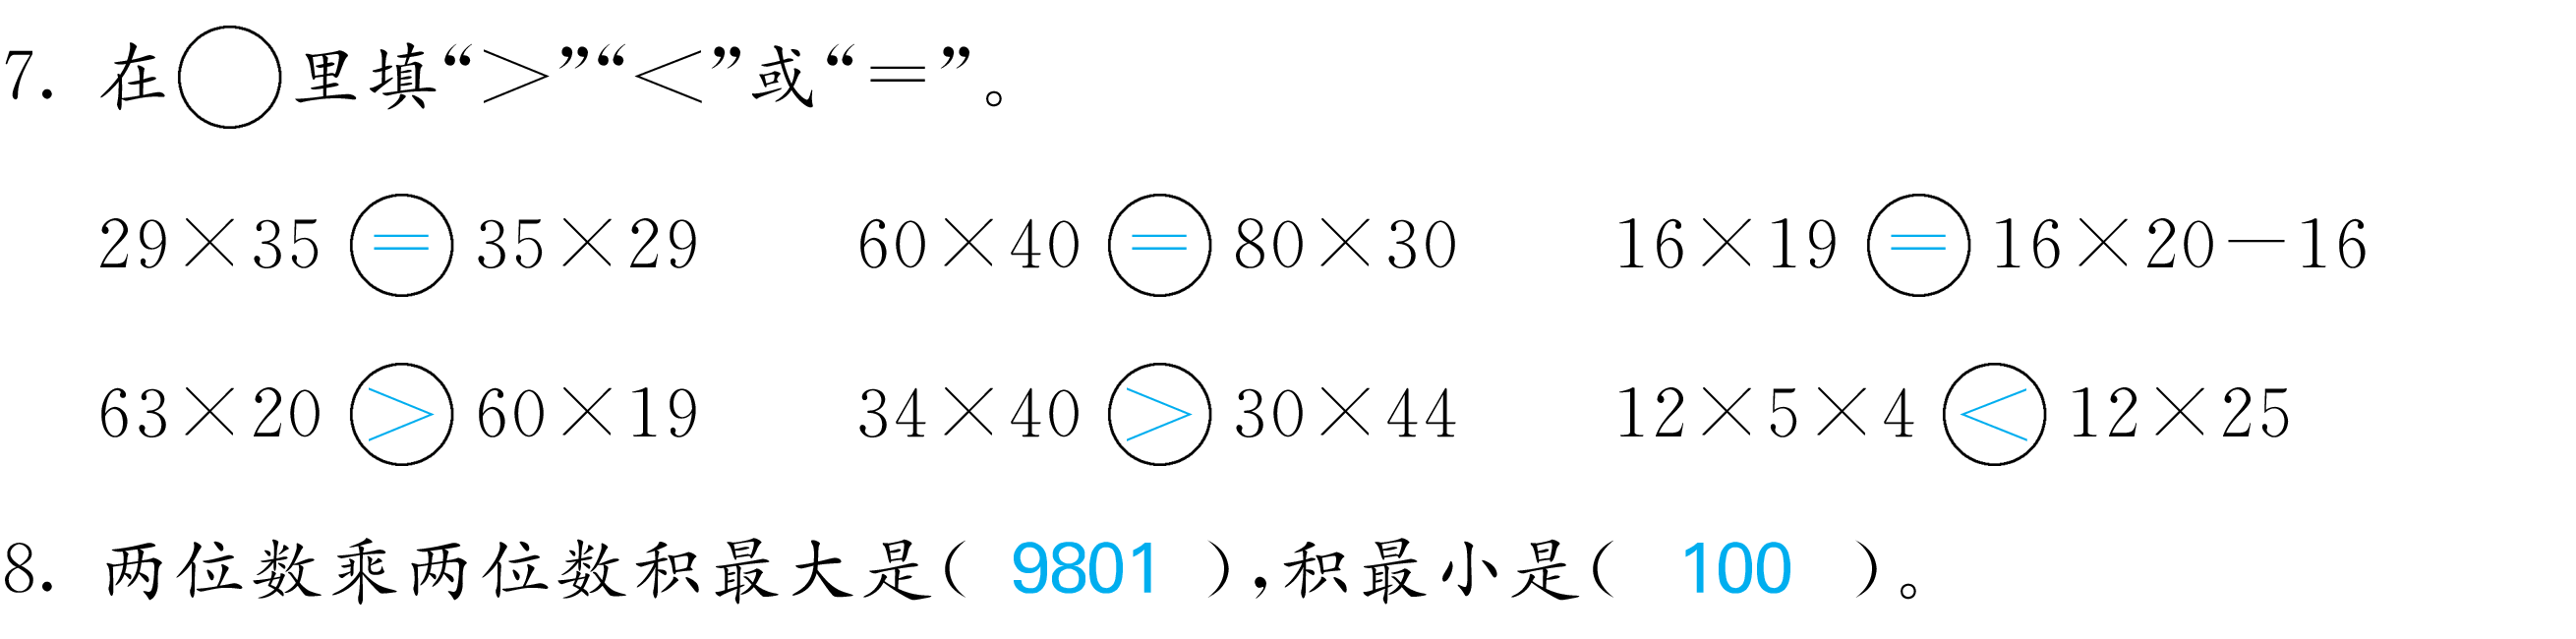 7. 在○里填“>”“<”或“=”。
29×35 = 35×29 60×40 = 80×30 16×19 = 16×20−16
63×20 > 60×19 34×40 > 30×44 12×5×4 < 12×25
8. 两位数乘两位数积最大是( 9801 ),积最小是( 100 )。